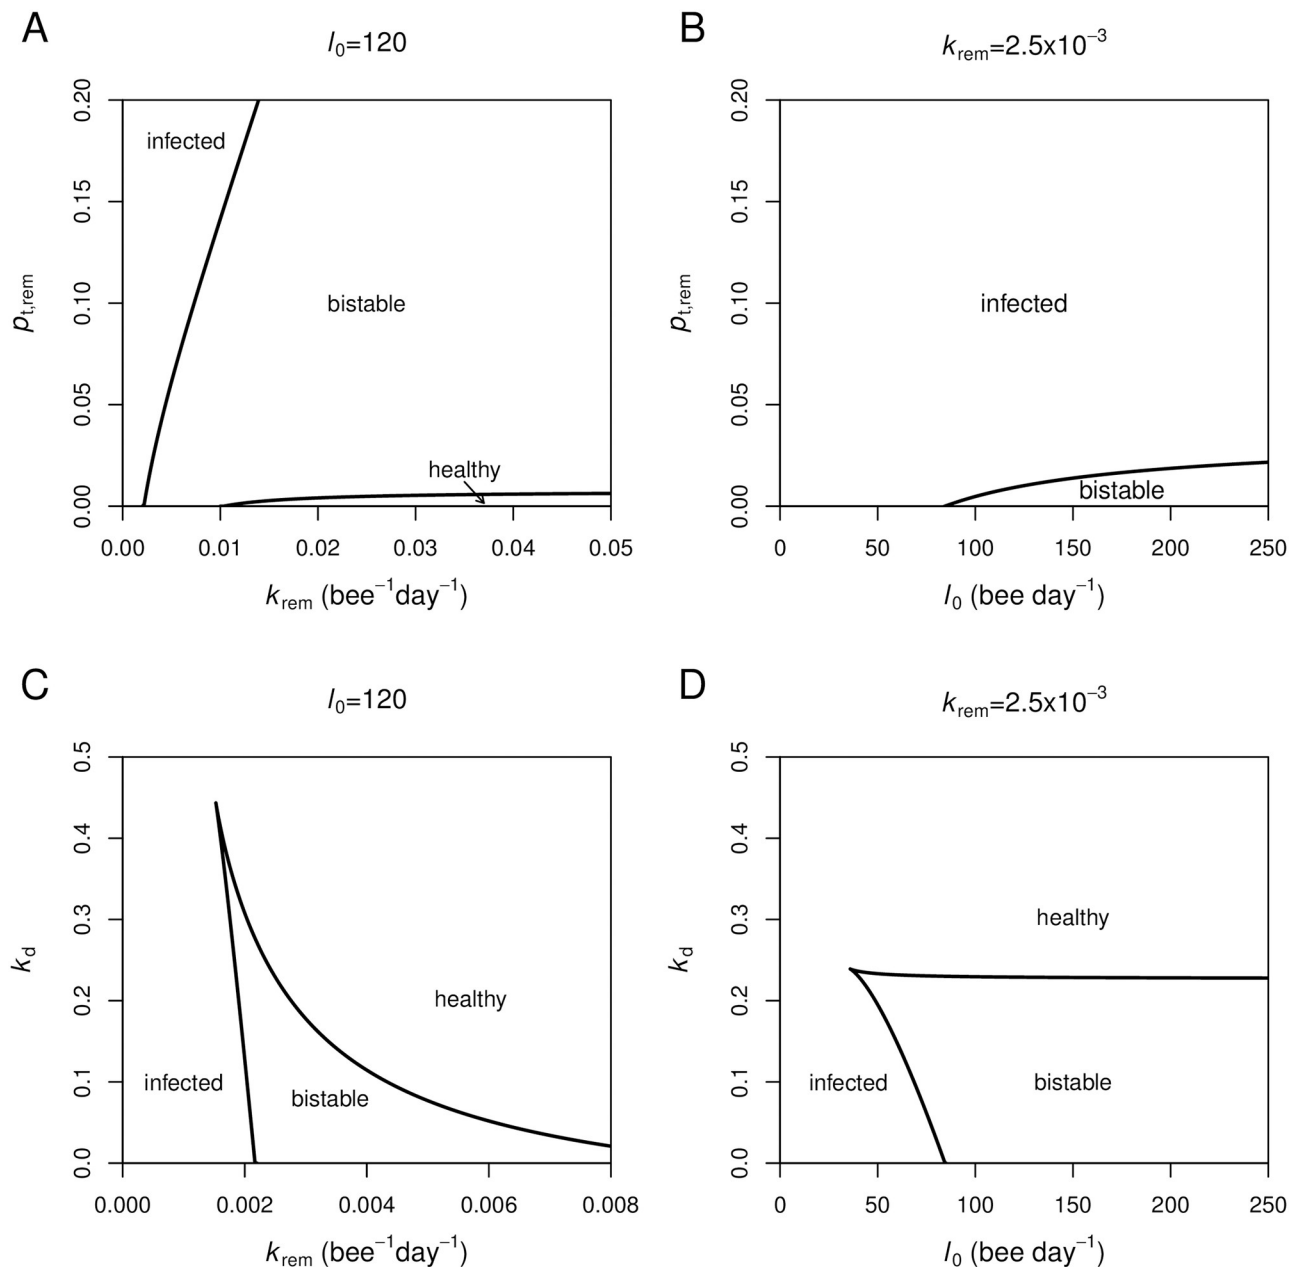 A
l0=120
0.20
0.15
0.10
0.05
0.00
pt,rem
infected
bistable
healthy
0.00 0.01 0.02 0.03 0.04 0.05
krem (bee−1day−1)
B
krem=2.5x10−3
0.20
0.15
0.10
0.05
0.00
pt,rem
infected
bistable
0 50 100 150 200 250
l0 (bee day−1)
C
l0=120
0.5
0.4
0.3
0.2
0.1
0.0
kd
healthy
infected
bistable
0.000 0.002 0.004 0.006 0.008
krem (bee−1day−1)
D
krem=2.5x10−3
0.5
0.4
0.3
0.2
0.1
0.0
kd
healthy
infected
bistable
0 50 100 150 200 250
l0 (bee day−1)